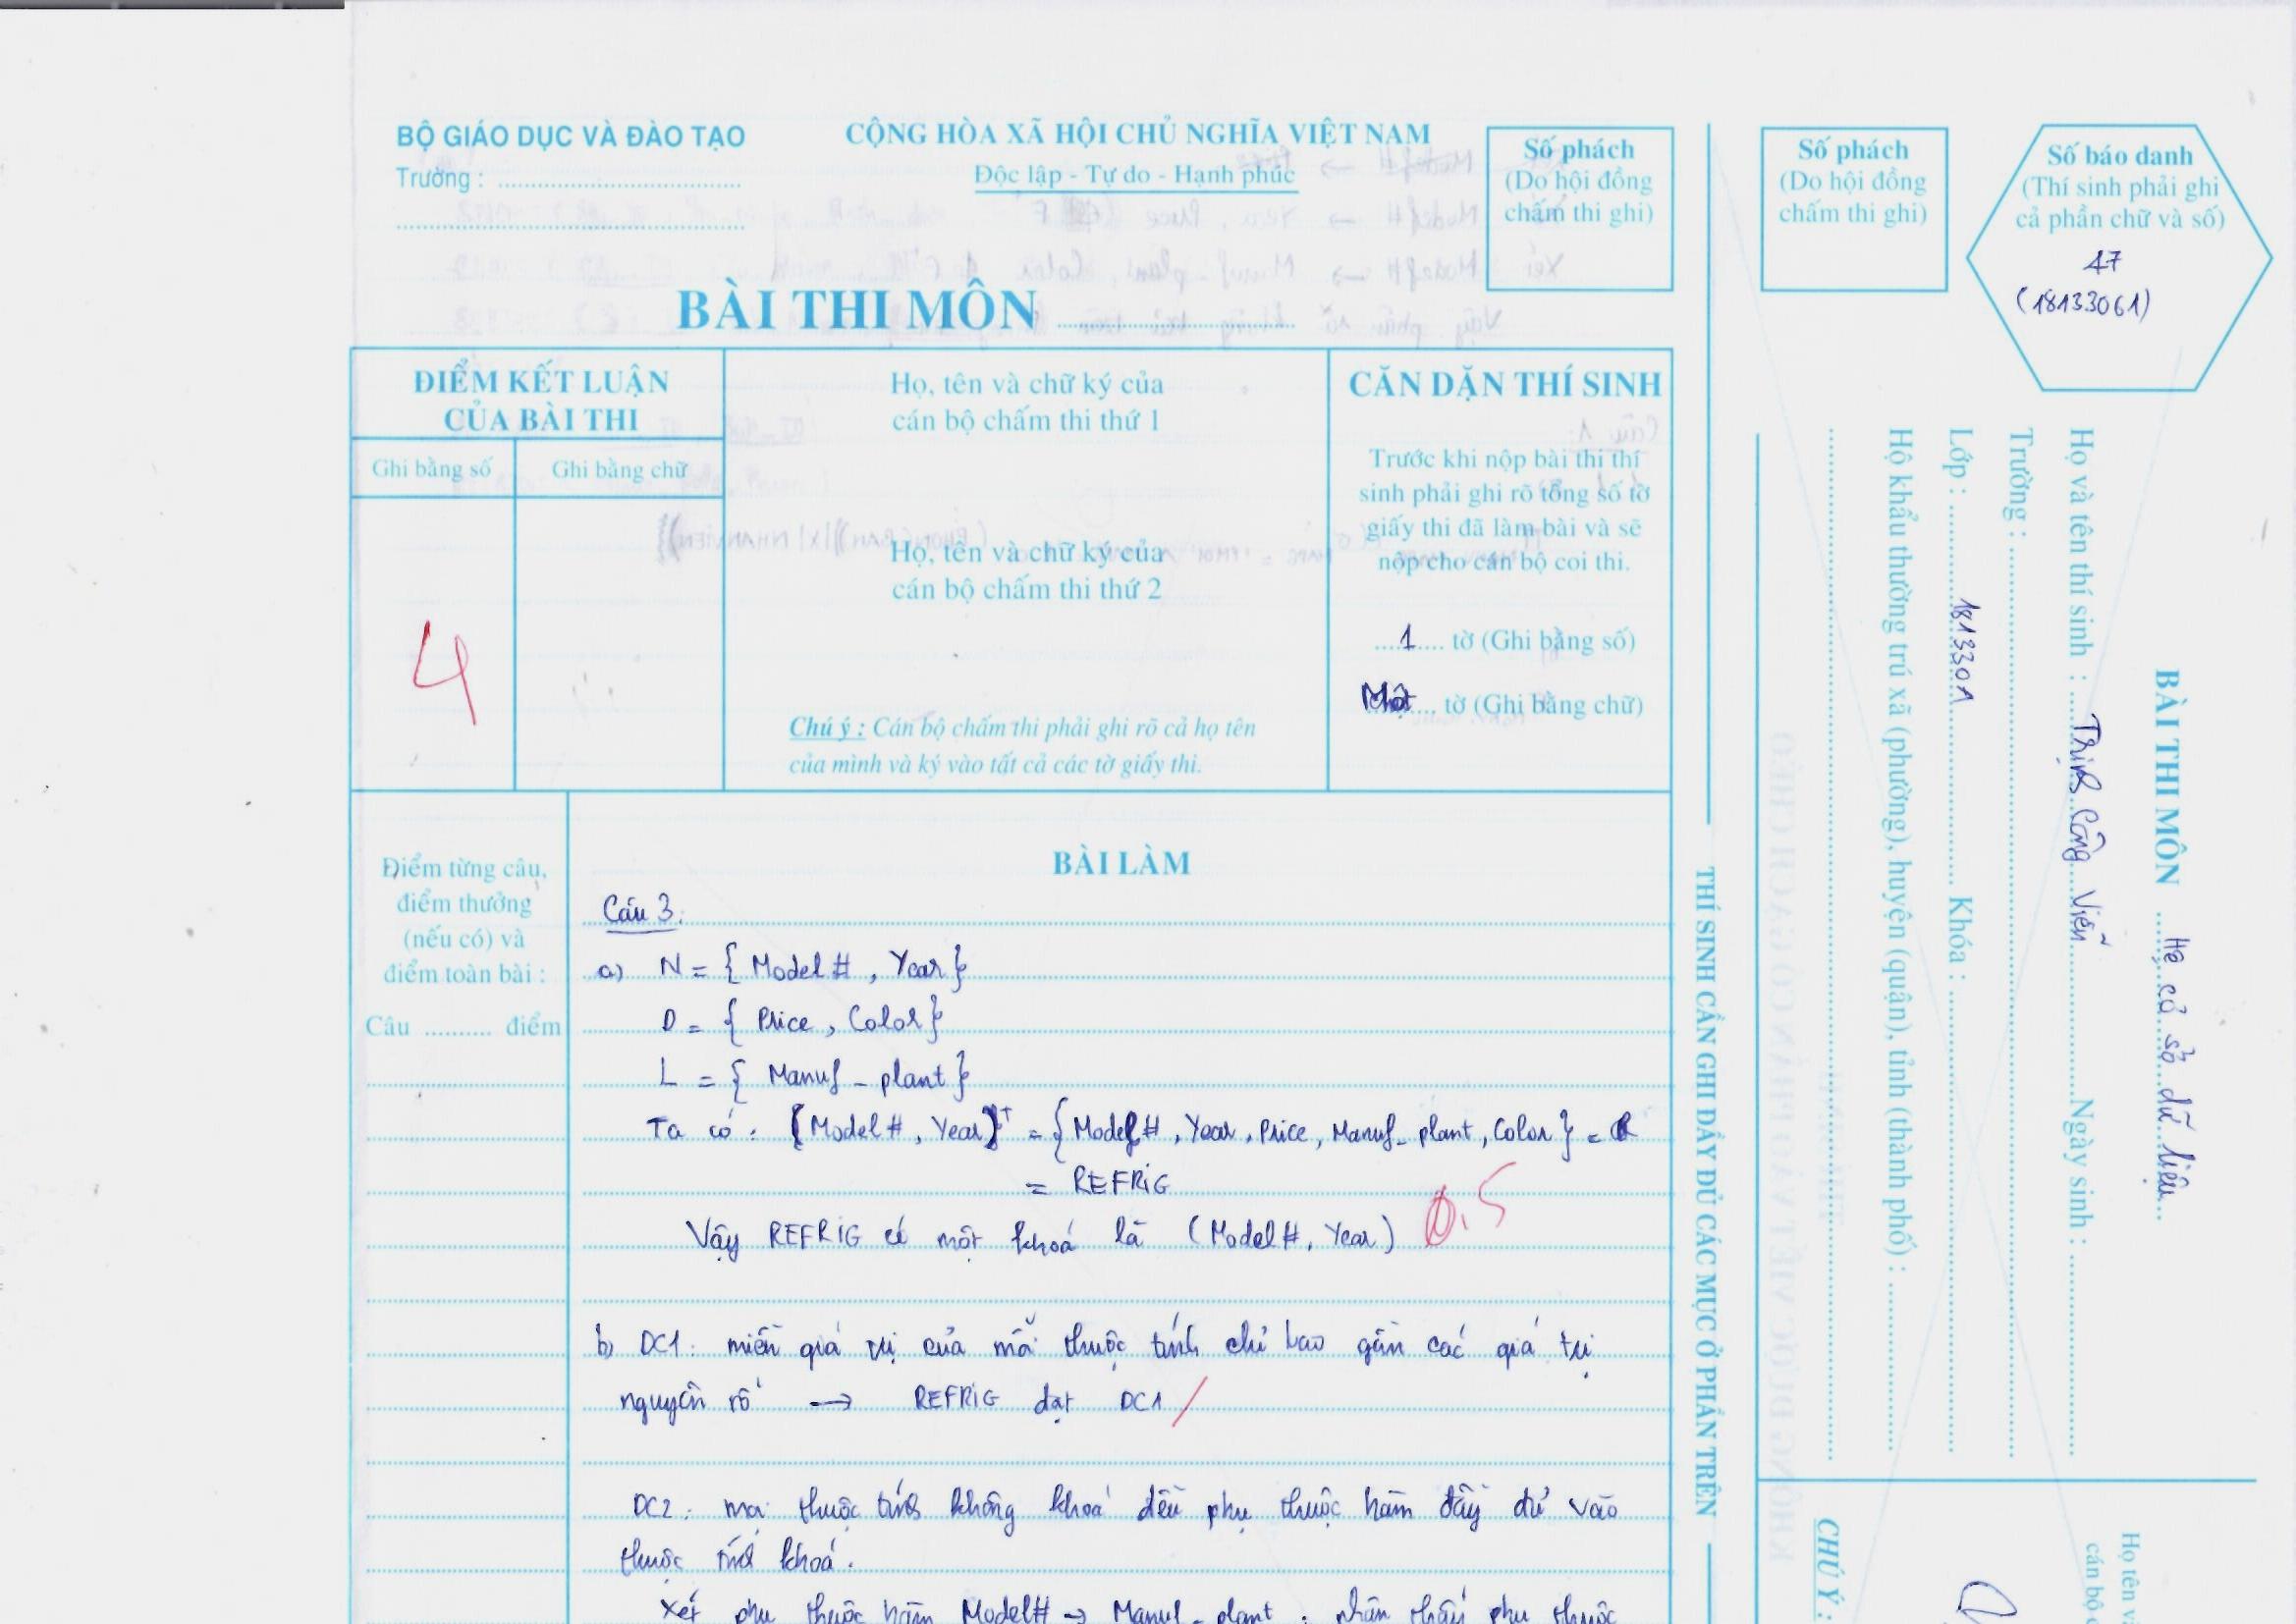 BỘ GIÁO DỤC VÀ ĐÀO TẠO
Trường : ..........
CỘNG HÒA XÃ HỘI CHỦ NGHĨA VIỆT NAM
Độc lập - Tự do - Hạnh phúc
Số phách
(Do hội đồng
chấm thi ghi)
BÀI THI MÔN ..........
ĐIỂM KẾT LUẬN
CỦA BÀI THI
Ghi bằng số
Ghi bằng chữ
4
Họ, tên và chữ ký của
cán bộ chấm thi thứ 1
Họ, tên và chữ ký của
cán bộ chấm thi thứ 2
Chú ý : Cán bộ chấm thi phải ghi rõ cả họ tên
của mình và ký vào tất cả các tờ giấy thi.
CĂN DẶN THÍ SINH
Trước khi nộp bài thi thí
sinh phải ghi rõ tổng số tờ
giấy thi đã làm bài và sẽ
nộp cho cán bộ coi thi.
1 tờ (Ghi bằng số)
Một tờ (Ghi bằng chữ)
Điểm từng câu,
điểm thưởng
(nếu có) và
điểm toàn bài :
Câu .......... điểm
BÀI LÀM
Câu 3:
a) N = { Model # , Year }
D = { Price , Color }
L = { Manuf _ plant }
Ta có : {Model # , Year}+ = {Model # , Year , Price , Manuf_ plant , Color } = R
= REFRIG
Vậy REFRIG có một khoá là (Model # , Year) 0,5
b) DC1 : miền giá trị của mỗi thuộc tính chỉ bao gồm các giá trị
nguyên tố → REFRIG đạt DC1
DC2 : mọi thuộc tính không khoá đều phụ thuộc hàm đầy đủ vào
thuộc tính khoá .
Xét phụ thuộc hàm Model# → Manuf _ plant , nhận thấy phụ thuộc
THÍ SINH CẦN GHI ĐẦY ĐỦ CÁC MỤC Ở PHẦN TRÊN
Số phách
(Do hội đồng
chấm thi ghi)
Số báo danh
(Thí sinh phải ghi
cả phần chữ và số)
47
(18133061)
BÀI THI MÔN Hệ cơ sở dữ liệu
Họ và tên thí sinh : Trịnh Công Viễn Ngày sinh : ..........
Trường : ..........
Lớp : 181330A Khóa : ..........
Hộ khẩu thường trú xã (phường), huyện (quận), tỉnh (thành phố) : ..........
CHÚ Ý :
Họ tên và
cán bộ